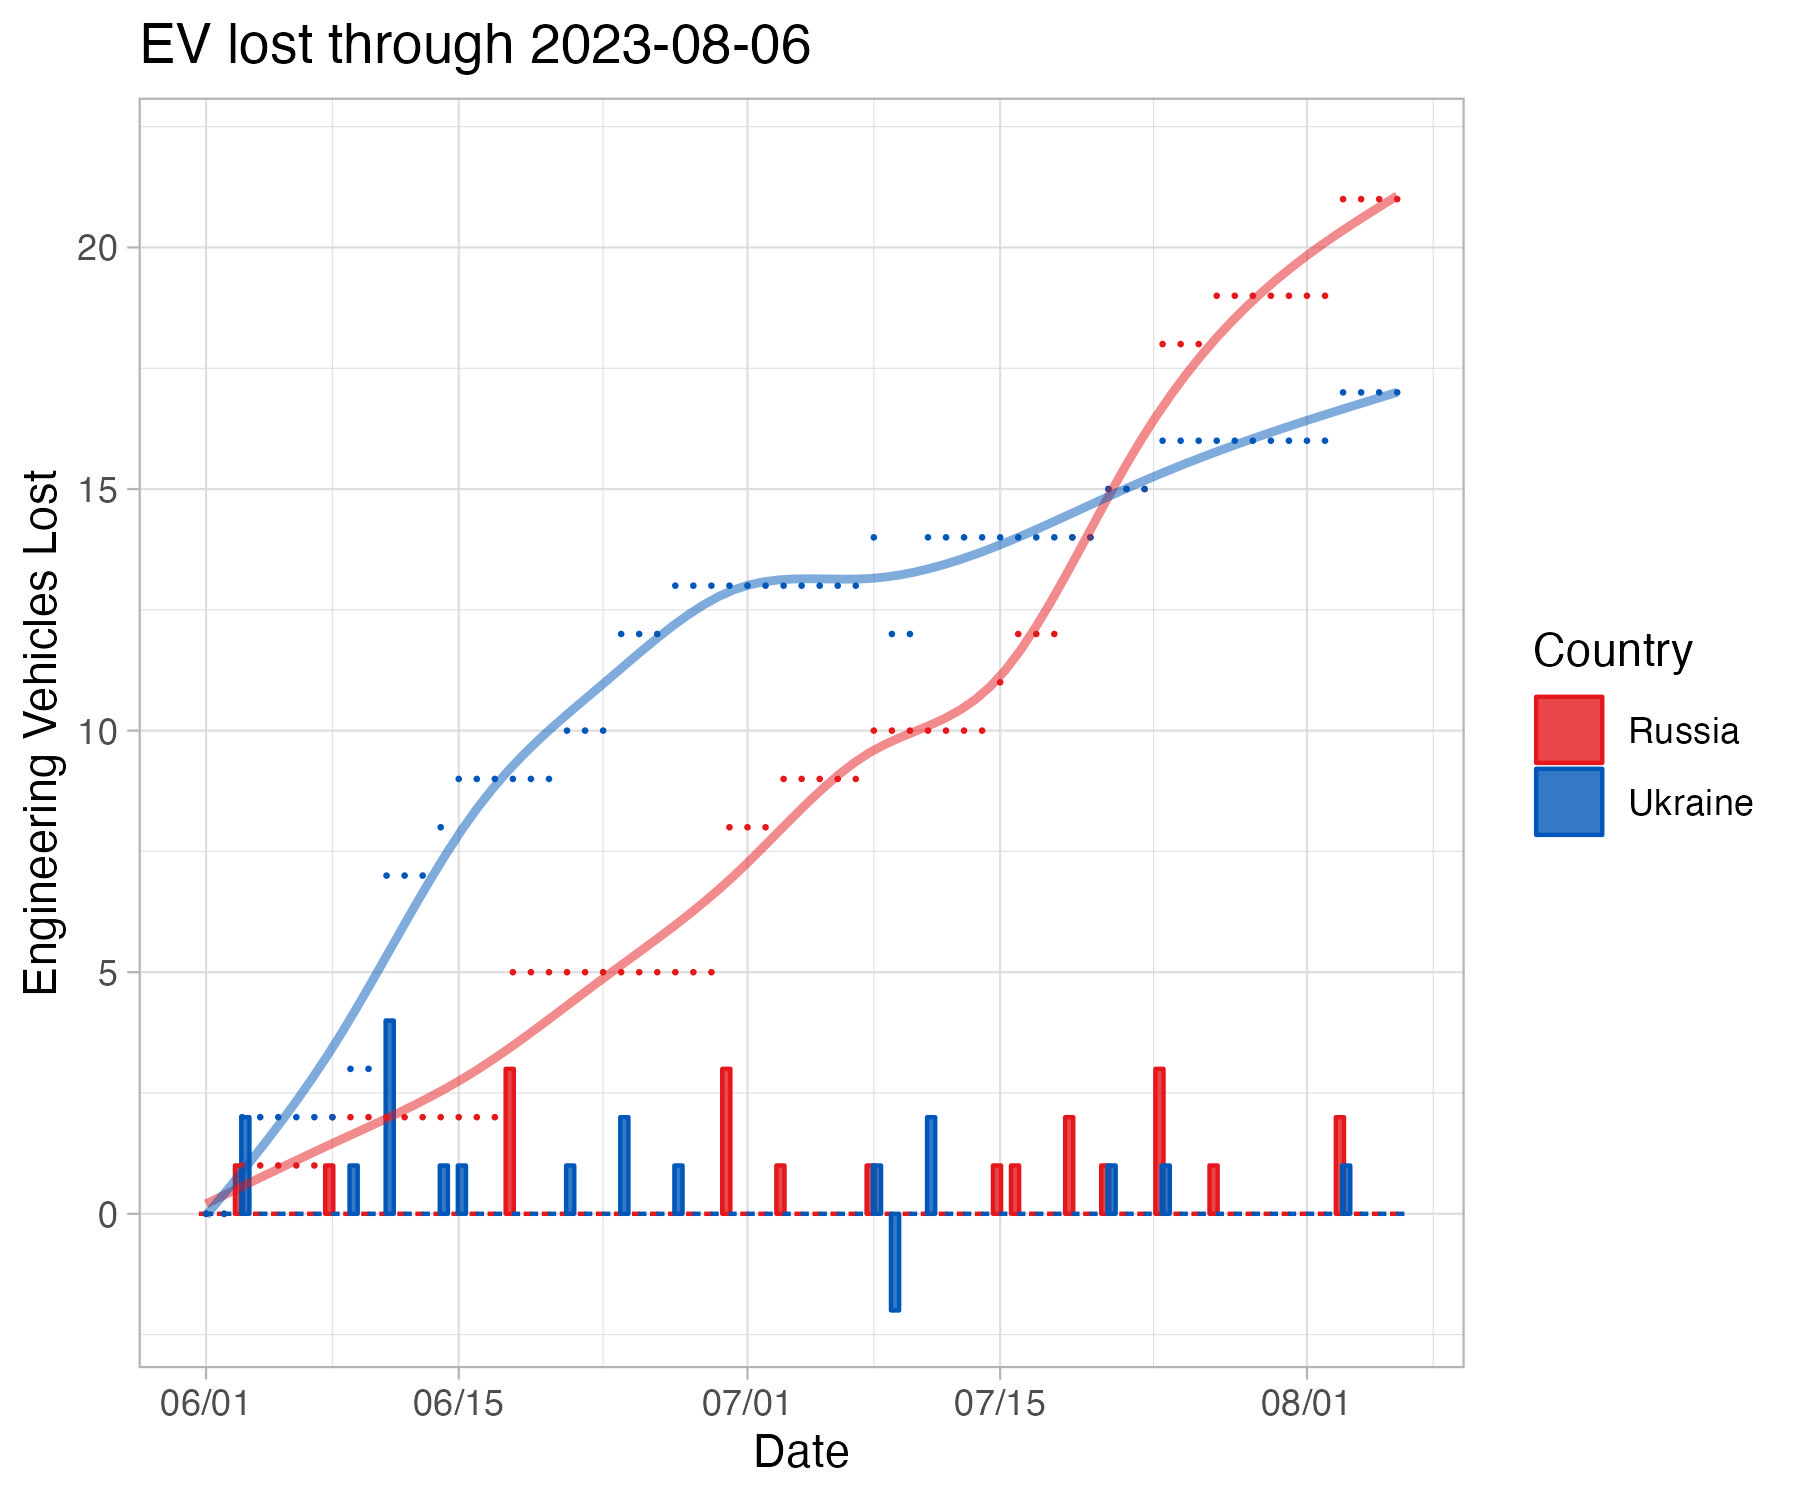 EV lost through 2023-08-06
Engineering Vehicles Lost
20
15
10
5
0
06/01
06/15
07/01
07/15
08/01
Date
Country
Russia
Ukraine